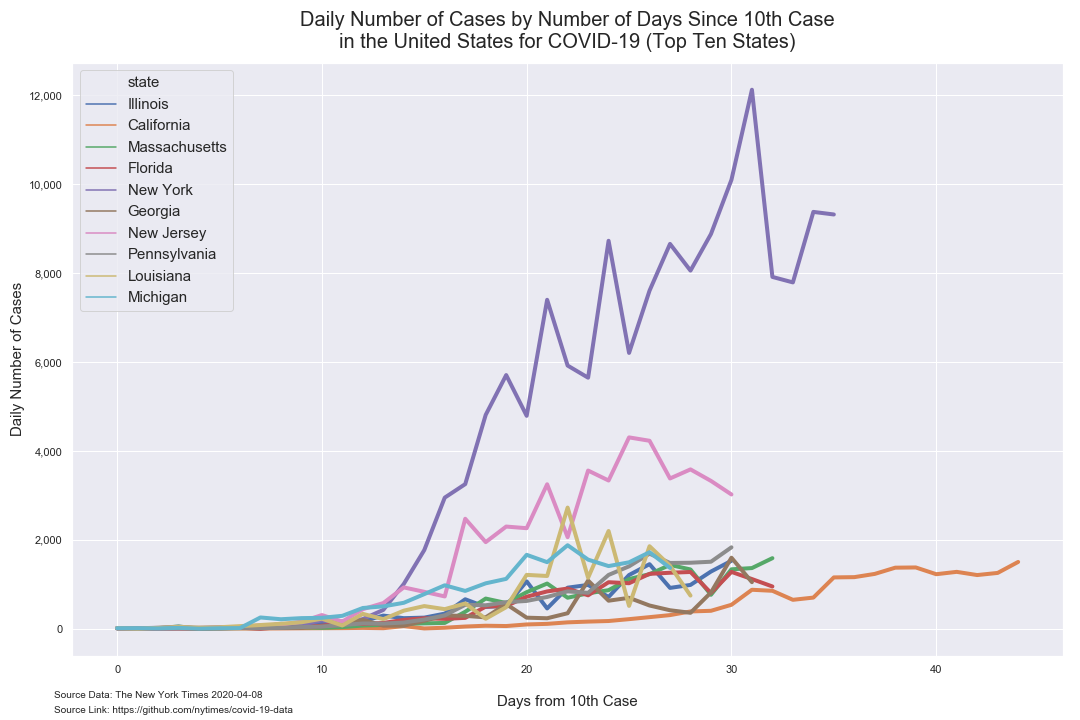 Daily Number of Cases by Number of Days Since 10th Case
in the United States for COVID-19 (Top Ten States)
state
Illinois
California
Massachusetts
Florida
New York
Georgia
New Jersey
Pennsylvania
Louisiana
Michigan
Daily Number of Cases
12,000
10,000
8,000
6,000
4,000
2,000
0
0
10
20
30
40
Days from 10th Case
Source Data: The New York Times 2020-04-08
Source Link: https://github.com/nytimes/covid-19-data